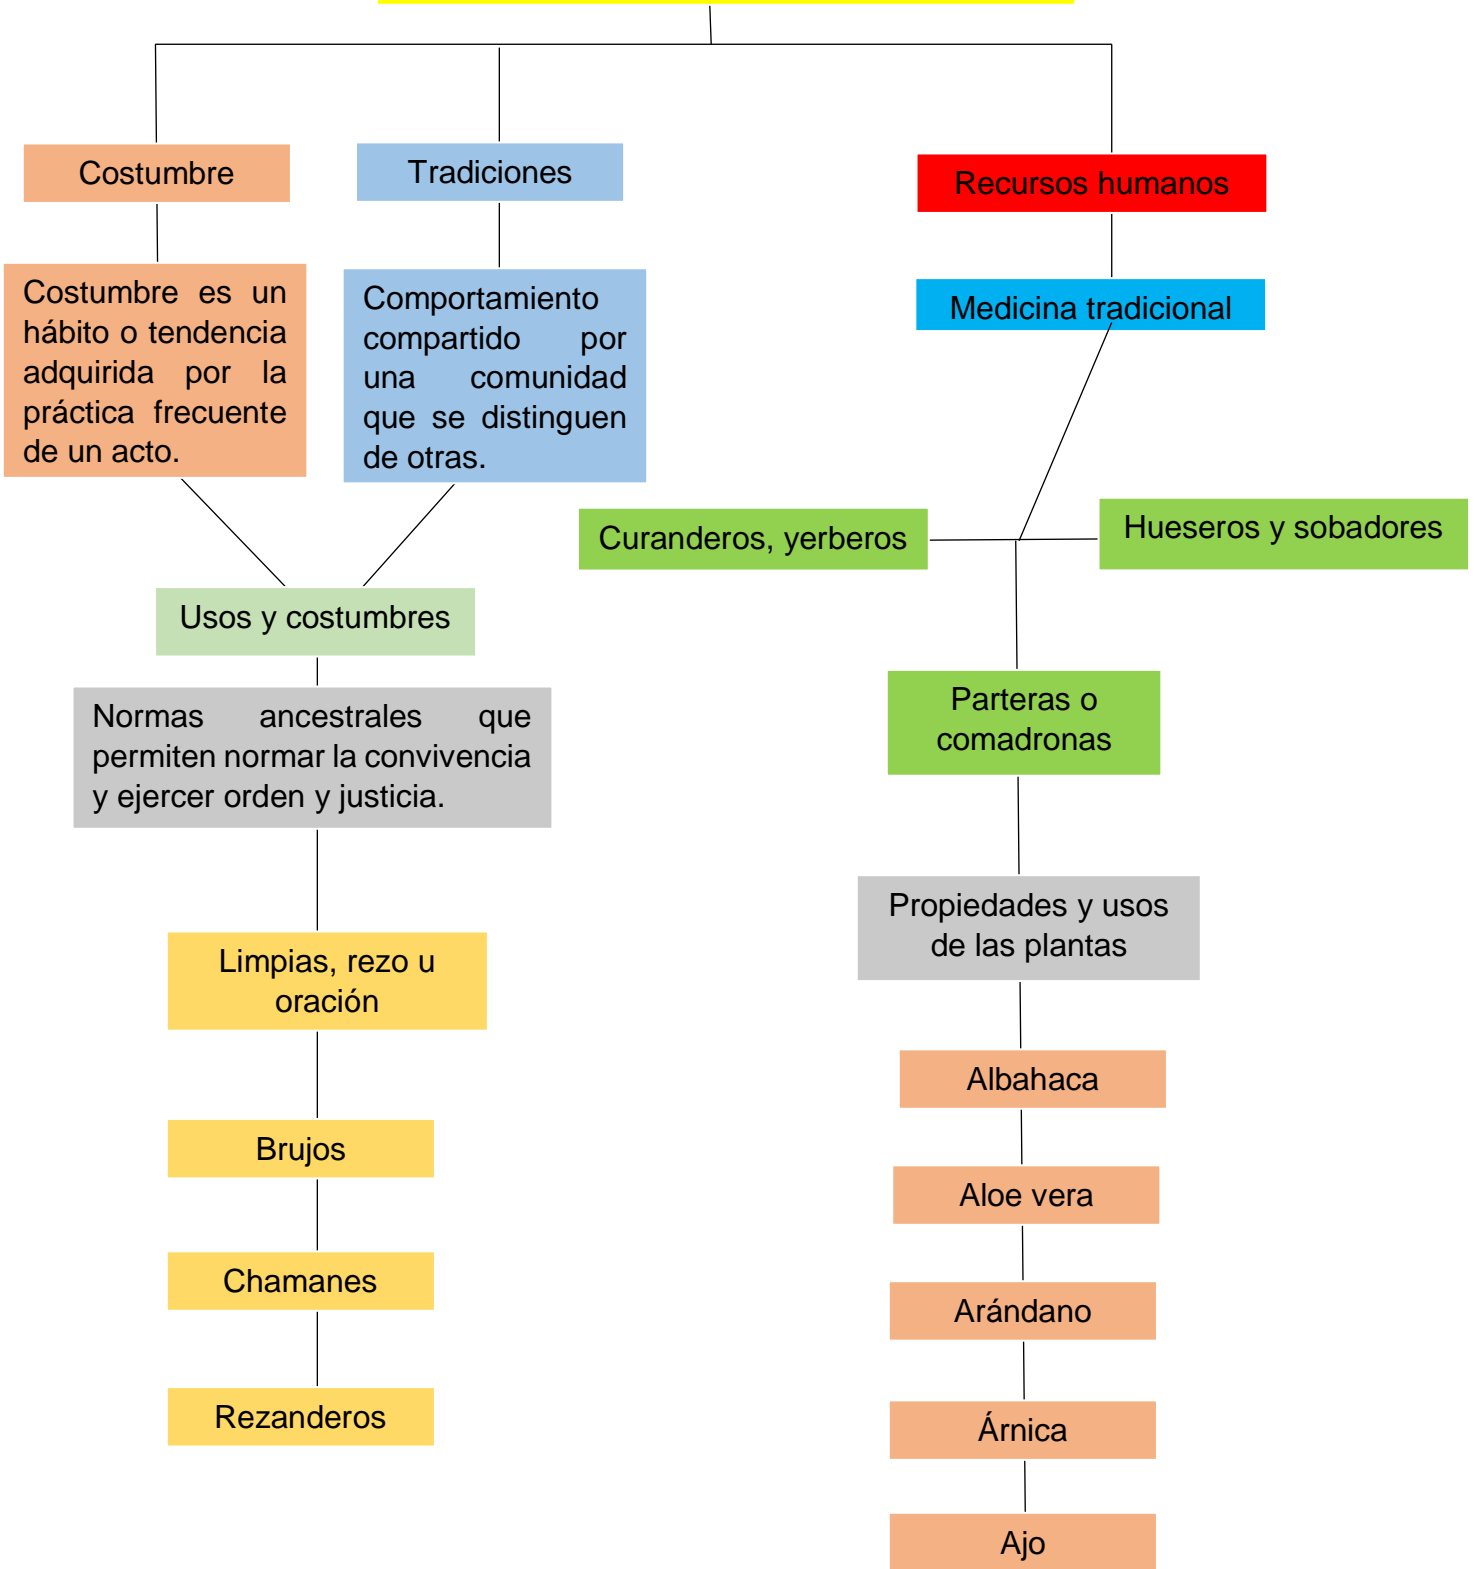 Costumbre
Tradiciones
Recursos humanos
Costumbre es un
hábito o tendencia
adquirida por la
práctica frecuente
de un acto.
Comportamiento
compartido por
una comunidad
que se distinguen
de otras.
Medicina tradicional
Curanderos, yerberos
Hueseros y sobadores
Usos y costumbres
Normas ancestrales que
permiten normar la convivencia
y ejercer orden y justicia.
Parteras o
comadronas
Limpias, rezo u
oración
Propiedades y usos
de las plantas
Brujos
Chamanes
Rezanderos
Albahaca
Aloe vera
Arándano
Árnica
Ajo